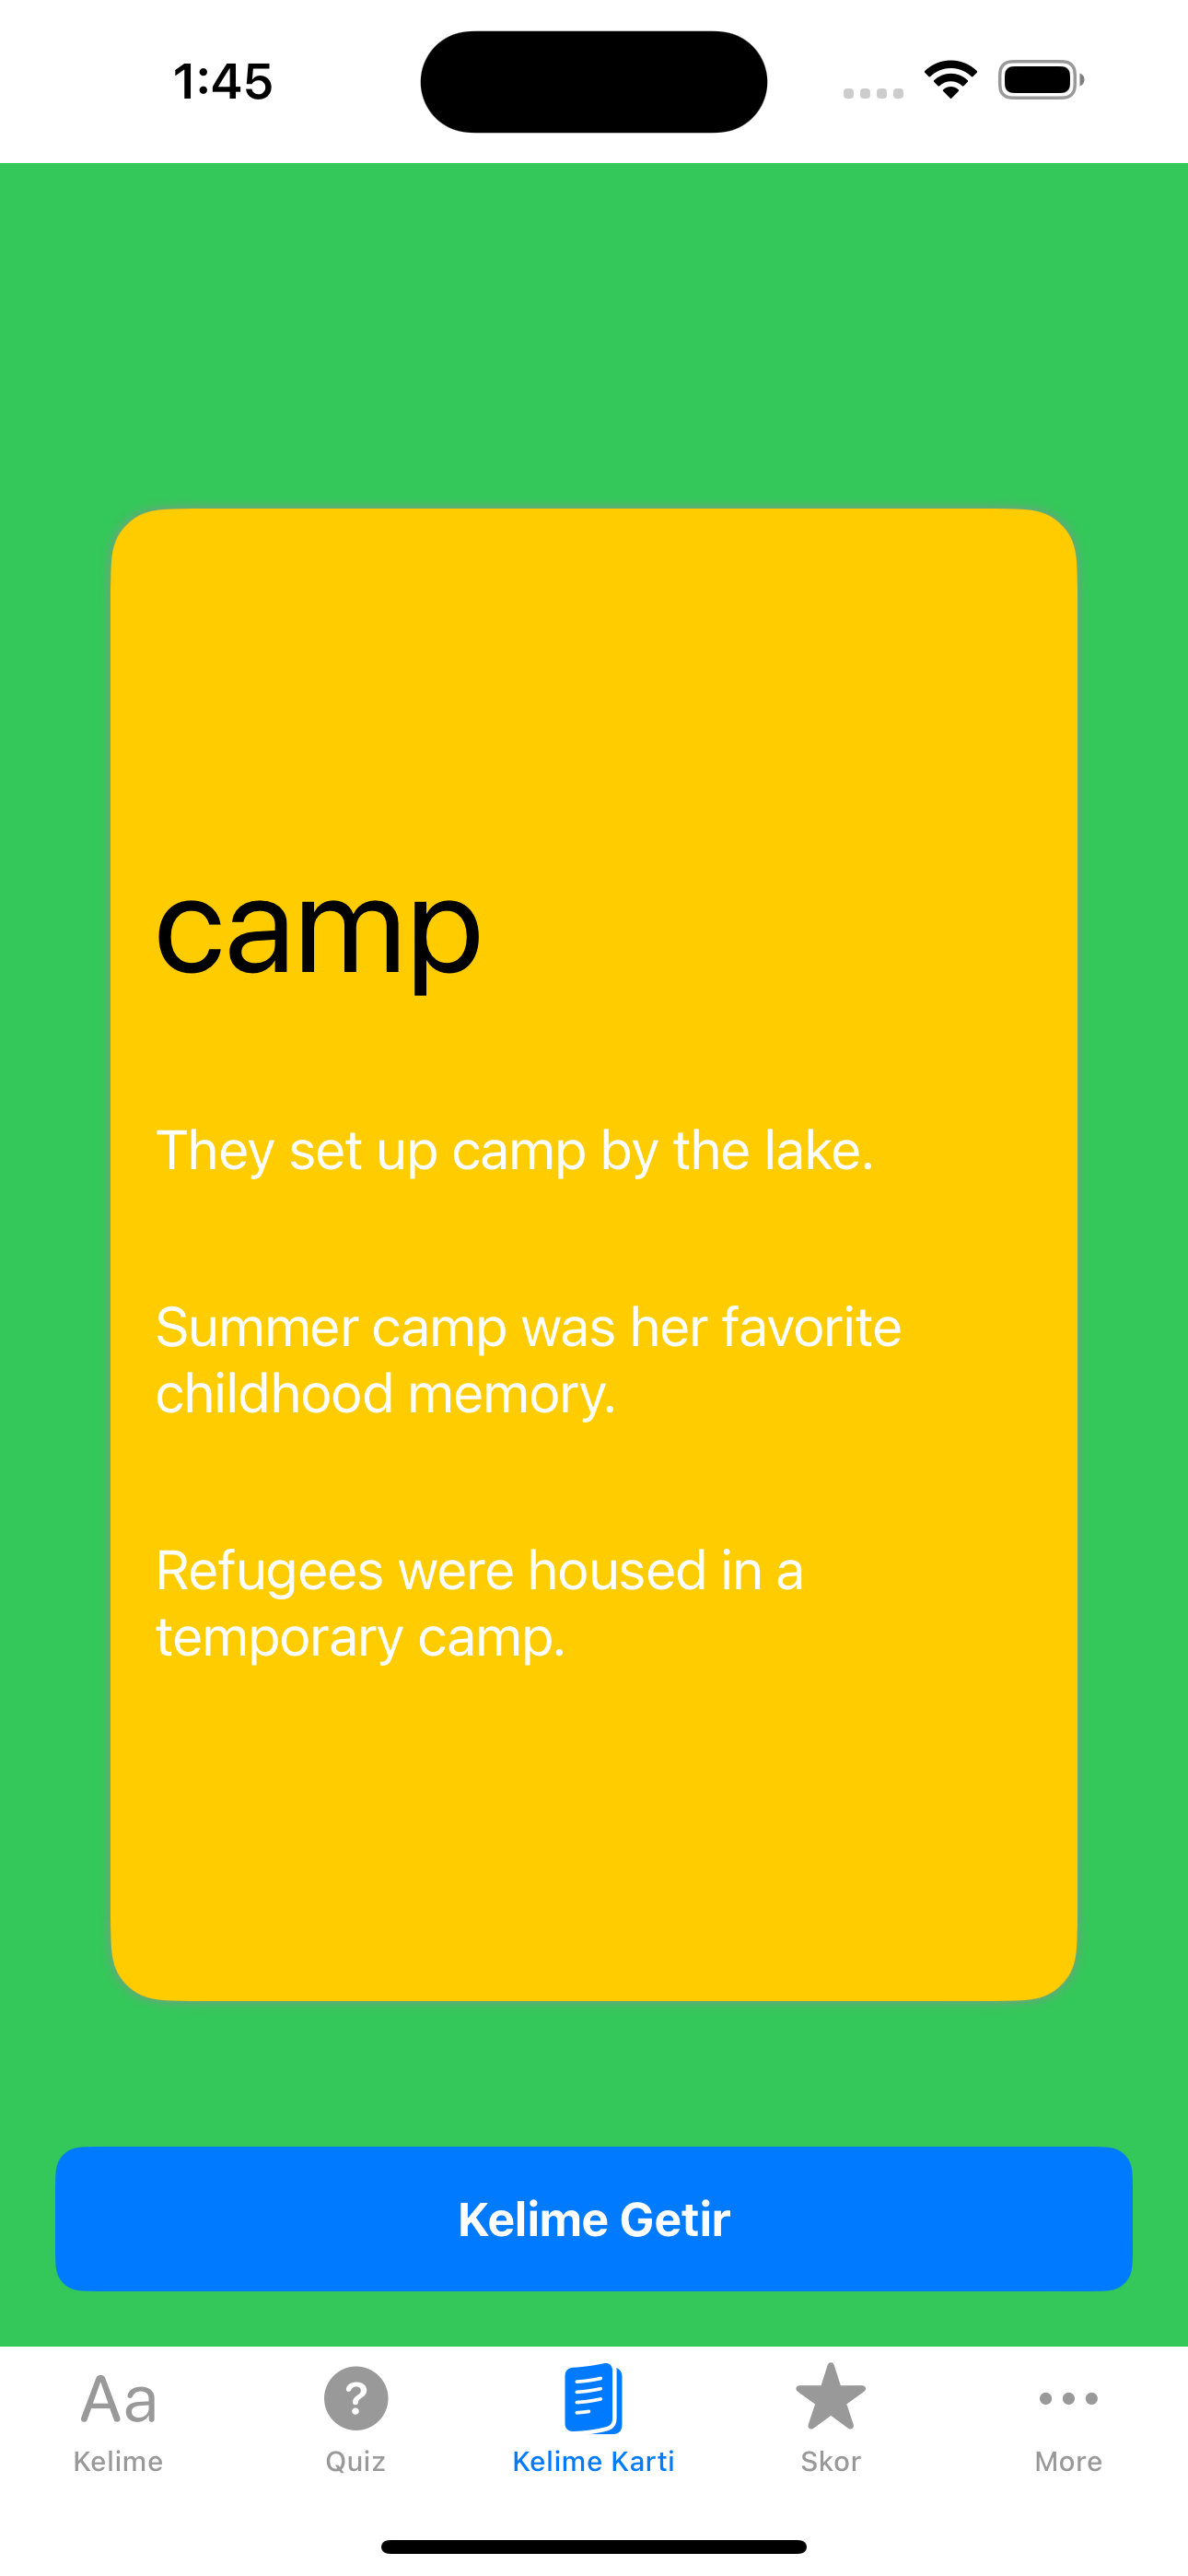 1:45
camp
They set up camp by the lake.
Summer camp was her favorite
childhood memory.
Refugees were housed in a
temporary camp.
Kelime Getir
Aa
Kelime
?
Quiz
Kelime Karti
Skor
More